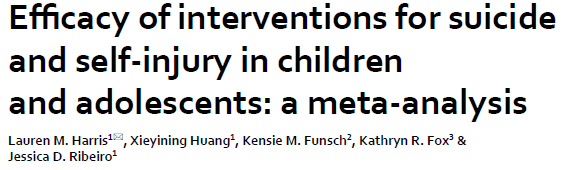 Efficacy of interventions for suicide
and self-injury in children
and adolescents: a meta-analysis
Lauren M. Harris¹✉, Xieyining Huang¹, Kensie M. Funsch², Kathryn R. Fox³ &
Jessica D. Ribeiro¹